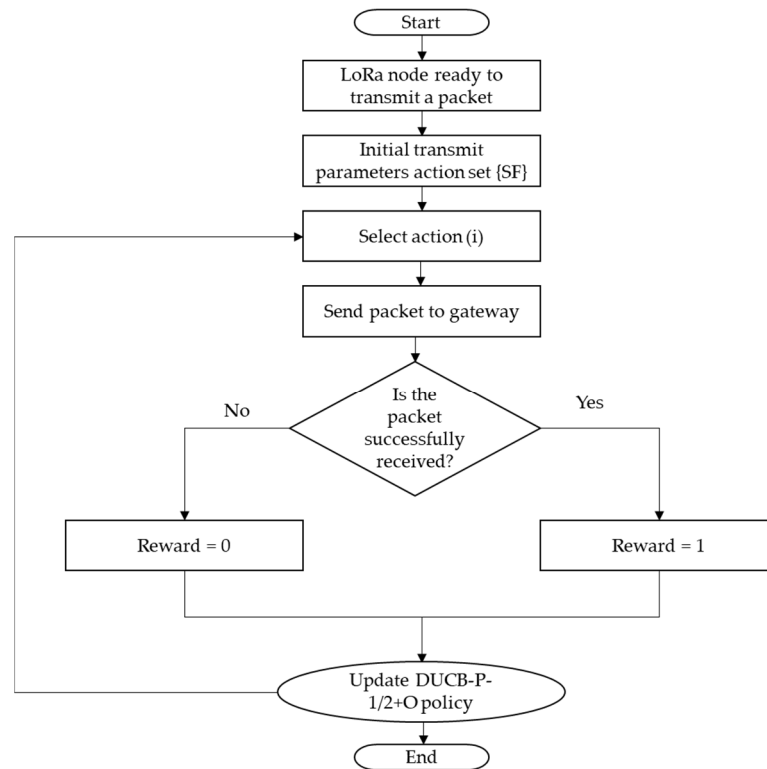 Start
LoRa node ready to
transmit a packet
Initial transmit
parameters action set {SF}
Select action (i)
Send packet to gateway
Is the
packet
successfully
received?
No
Yes
Reward = 0
Reward = 1
Update DUCB-P-
1/2+O policy
End